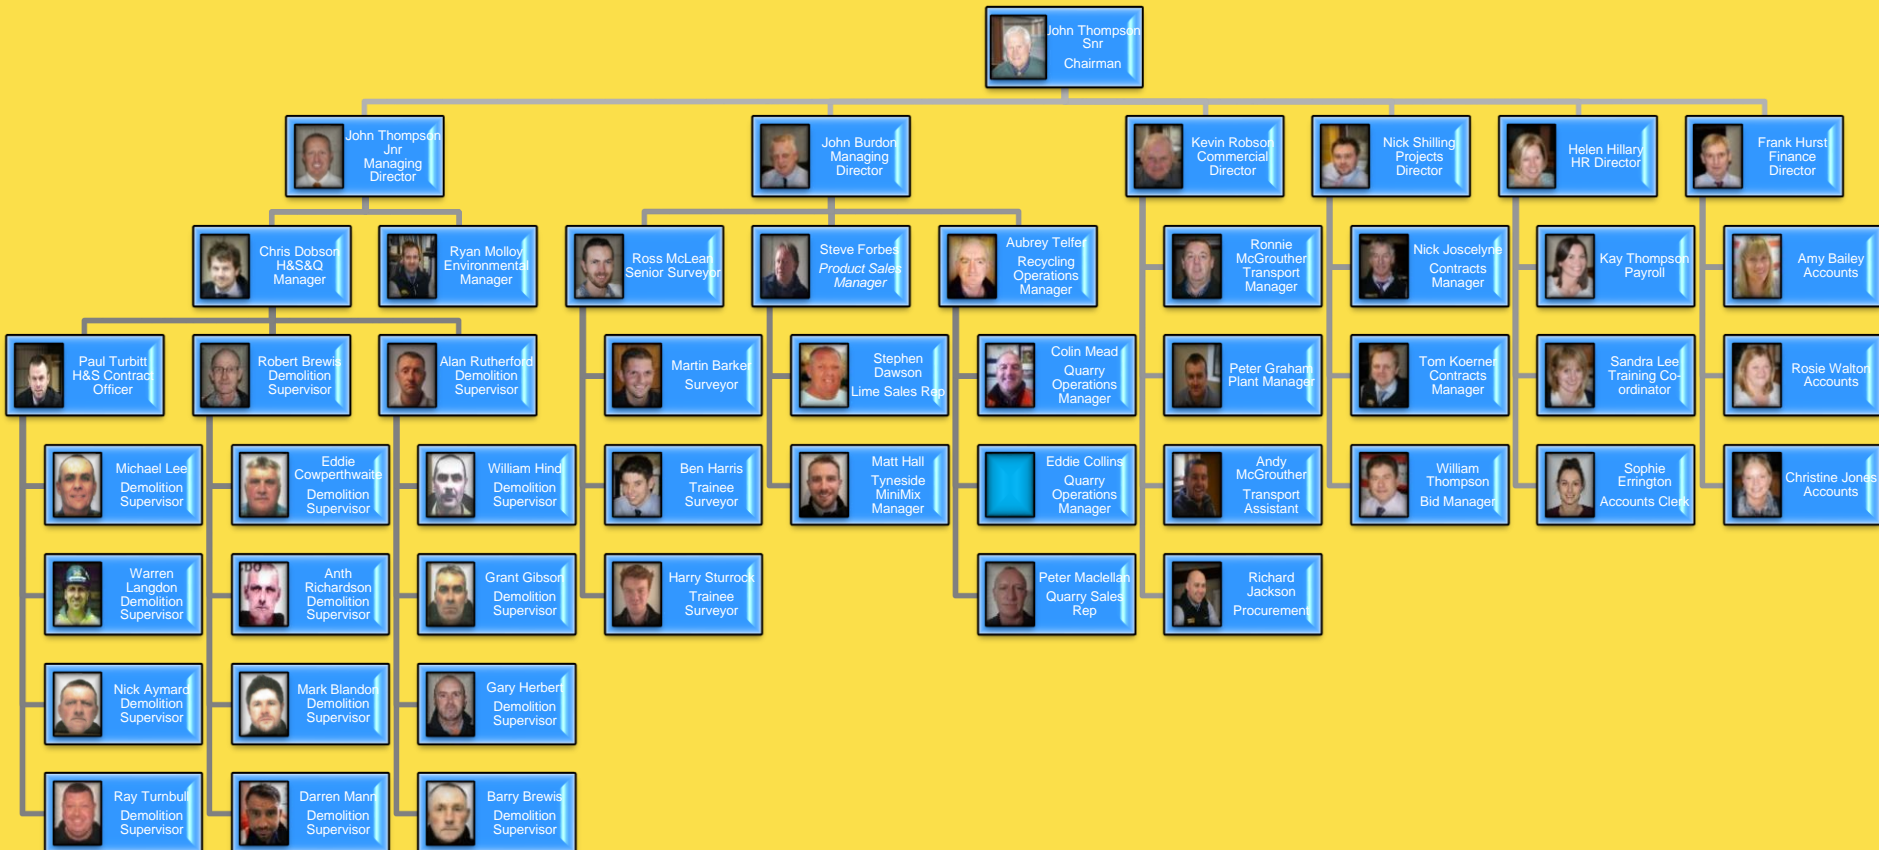 John Thompson
Snr
Chairman
John Thompson
Jnr
Managing
Director
John Burdon
Managing
Director
Kevin Robson
Commercial
Director
Nick Shilling
Projects
Director
Helen Hillary
HR Director
Frank Hurst
Finance
Director
Chris Dobson
H&S&Q
Manager
Ryan Molloy
Environmental
Manager
Ross McLean
Senior Surveyor
Steve Forbes
Product Sales
Manager
Aubrey Telfer
Recycling
Operations
Manager
Ronnie
McGrouther
Transport
Manager
Nick Joscelyne
Contracts
Manager
Kay Thompson
Payroll
Amy Bailey
Accounts
Paul Turbitt
H&S Contract
Officer
Robert Brewis
Demolition
Supervisor
Alan Rutherford
Demolition
Supervisor
Martin Barker
Surveyor
Stephen
Dawson
Lime Sales Rep
Colin Mead
Quarry
Operations
Manager
Peter Graham
Plant Manager
Tom Koerner
Contracts
Manager
Sandra Lee
Training Co-
ordinator
Rosie Walton
Accounts
Michael Lee
Demolition
Supervisor
Eddie
Cowperthwaite
Demolition
Supervisor
William Hind
Demolition
Supervisor
Ben Harris
Trainee
Surveyor
Matt Hall
Tyneside
MiniMix
Manager
Eddie Collins
Quarry
Operations
Manager
Andy
McGrouther
Transport
Assistant
William
Thompson
Bid Manager
Sophie
Errington
Accounts Clerk
Christine Jones
Accounts
Warren
Langdon
Demolition
Supervisor
Anth
Richardson
Demolition
Supervisor
Grant Gibson
Demolition
Supervisor
Harry Sturrock
Trainee
Surveyor
Peter Maclellan
Quarry Sales
Rep
Richard
Jackson
Procurement
Nick Aymard
Demolition
Supervisor
Mark Blandon
Demolition
Supervisor
Gary Herbert
Demolition
Supervisor
Ray Turnbull
Demolition
Supervisor
Darren Mann
Demolition
Supervisor
Barry Brewis
Demolition
Supervisor